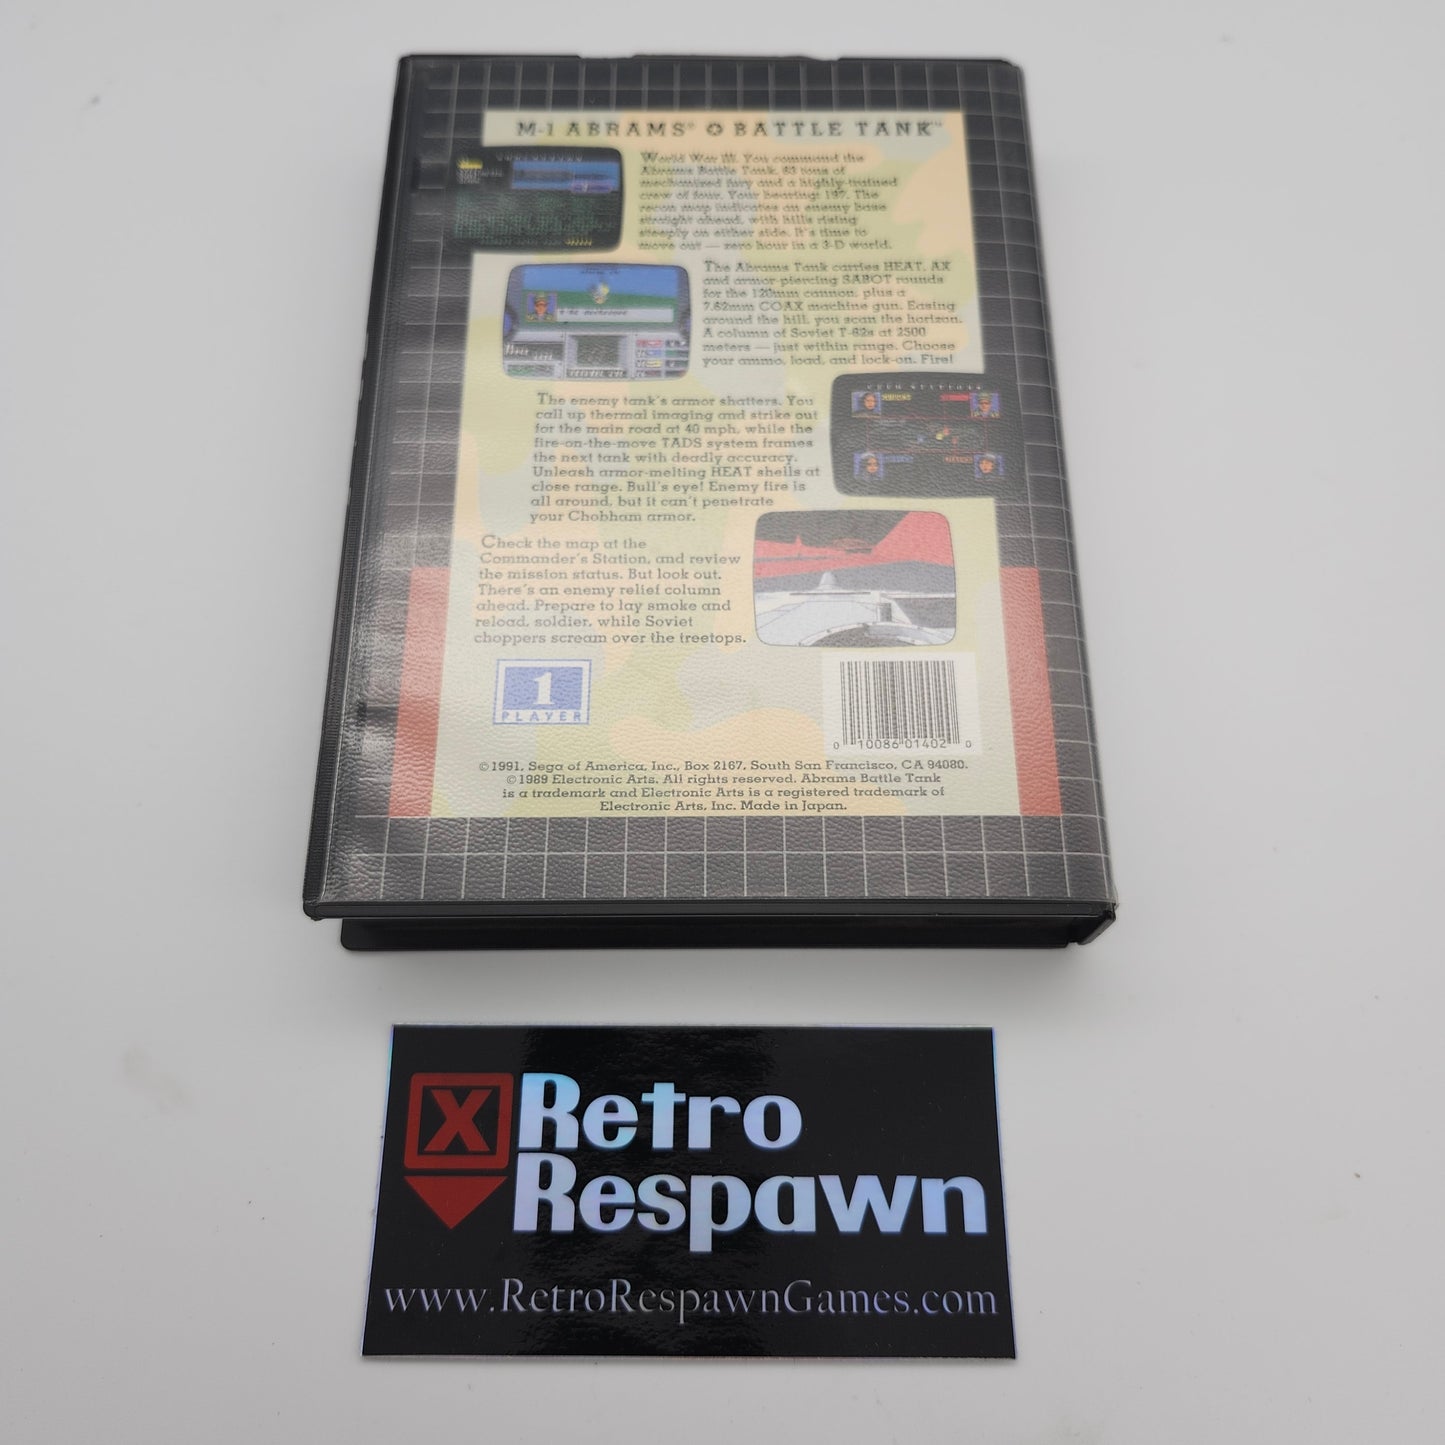 M-1 ABRAMS® ✪ BATTLE TANK™
World War III. You command the
Abrams Battle Tank, 63 tons of
mechanized fury and a highly-trained
crew of four. Your bearing: 197. The
recon map indicates an enemy base
straight ahead, with hills rising
steeply on either side. It's time to
move out — zero hour in a 3-D world.
The Abrams Tank carries HEAT, AX
and armor-piercing SABOT rounds
for the 120mm cannon, plus a
7.62mm COAX machine gun. Easing
around the hill, you scan the horizon.
A column of Soviet T-62s at 2500
meters — just within range. Choose
your ammo, load, and lock-on. Fire!
The enemy tank's armor shatters. You
call up thermal imaging and strike out
for the main road at 40 mph, while the
fire-on-the-move TADS system frames
the next tank with deadly accuracy.
Unleash armor-melting HEAT shells at
close range. Bull's eye! Enemy fire is
all around, but it can't penetrate
your Chobham armor.
Check the map at the
Commander's Station, and review
the mission status. But look out.
There's an enemy relief column
ahead. Prepare to lay smoke and
reload, soldier, while Soviet
choppers scream over the treetops.
1
PLAYER
0 10086 01402 0
©1991, Sega of America, Inc., Box 2167, South San Francisco, CA 94080.
©1989 Electronic Arts. All rights reserved. Abrams Battle Tank
is a trademark and Electronic Arts is a registered trademark of
Electronic Arts, Inc. Made in Japan.
X Retro
Respawn
www.RetroRespawnGames.com